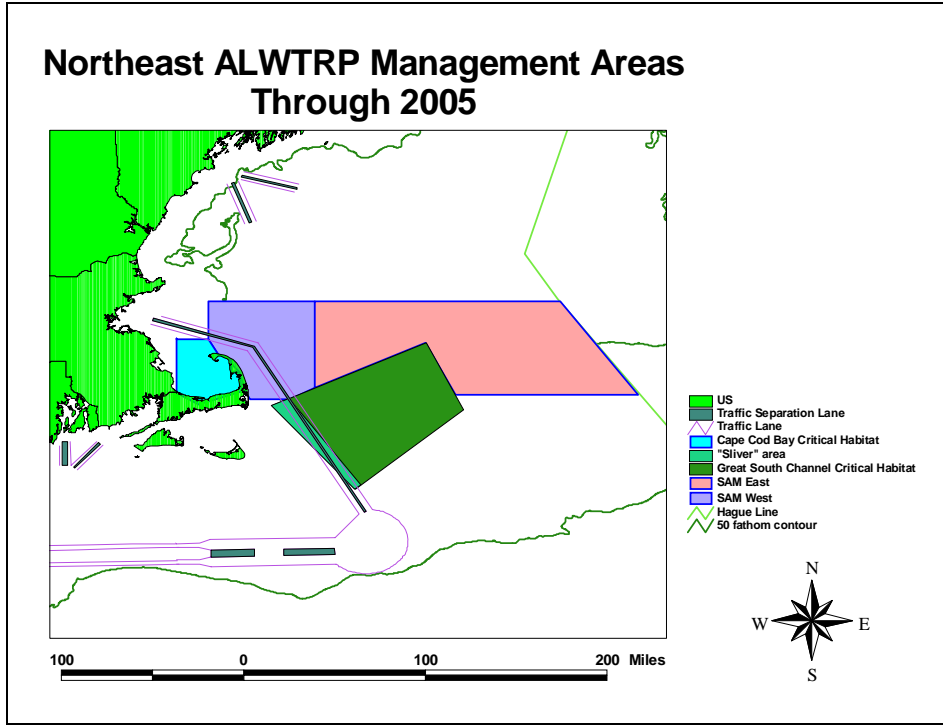 Northeast ALWTRP Management Areas
Through 2005
US
Traffic Separation Lane
Traffic Lane
Cape Cod Bay Critical Habitat
"Sliver" area
Great South Channel Critical Habitat
SAM East
SAM West
Hague Line
50 fathom contour
N
W E
S
100 0 100 200 Miles